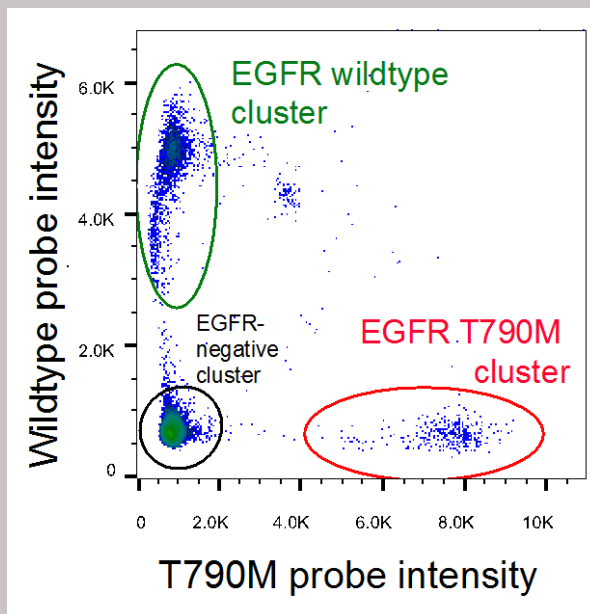 EGFR wildtype
cluster
6.0K
4.0K
2.0K
0
Wildtype probe intensity
EGFR-
negative
cluster
EGFR T790M
cluster
0
2.0K
4.0K
6.0K
8.0K
10K
T790M probe intensity